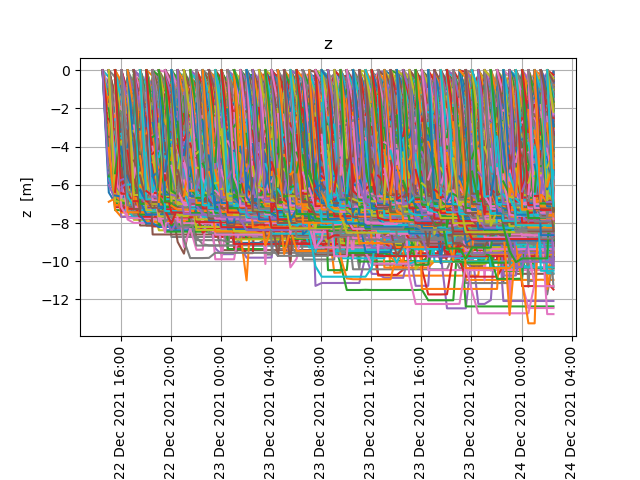 z
0
−2
−4
−6
−8
−10
−12
z [m]
22 Dec 2021 16:00
22 Dec 2021 20:00
23 Dec 2021 00:00
23 Dec 2021 04:00
23 Dec 2021 08:00
23 Dec 2021 12:00
23 Dec 2021 16:00
23 Dec 2021 20:00
24 Dec 2021 00:00
24 Dec 2021 04:00